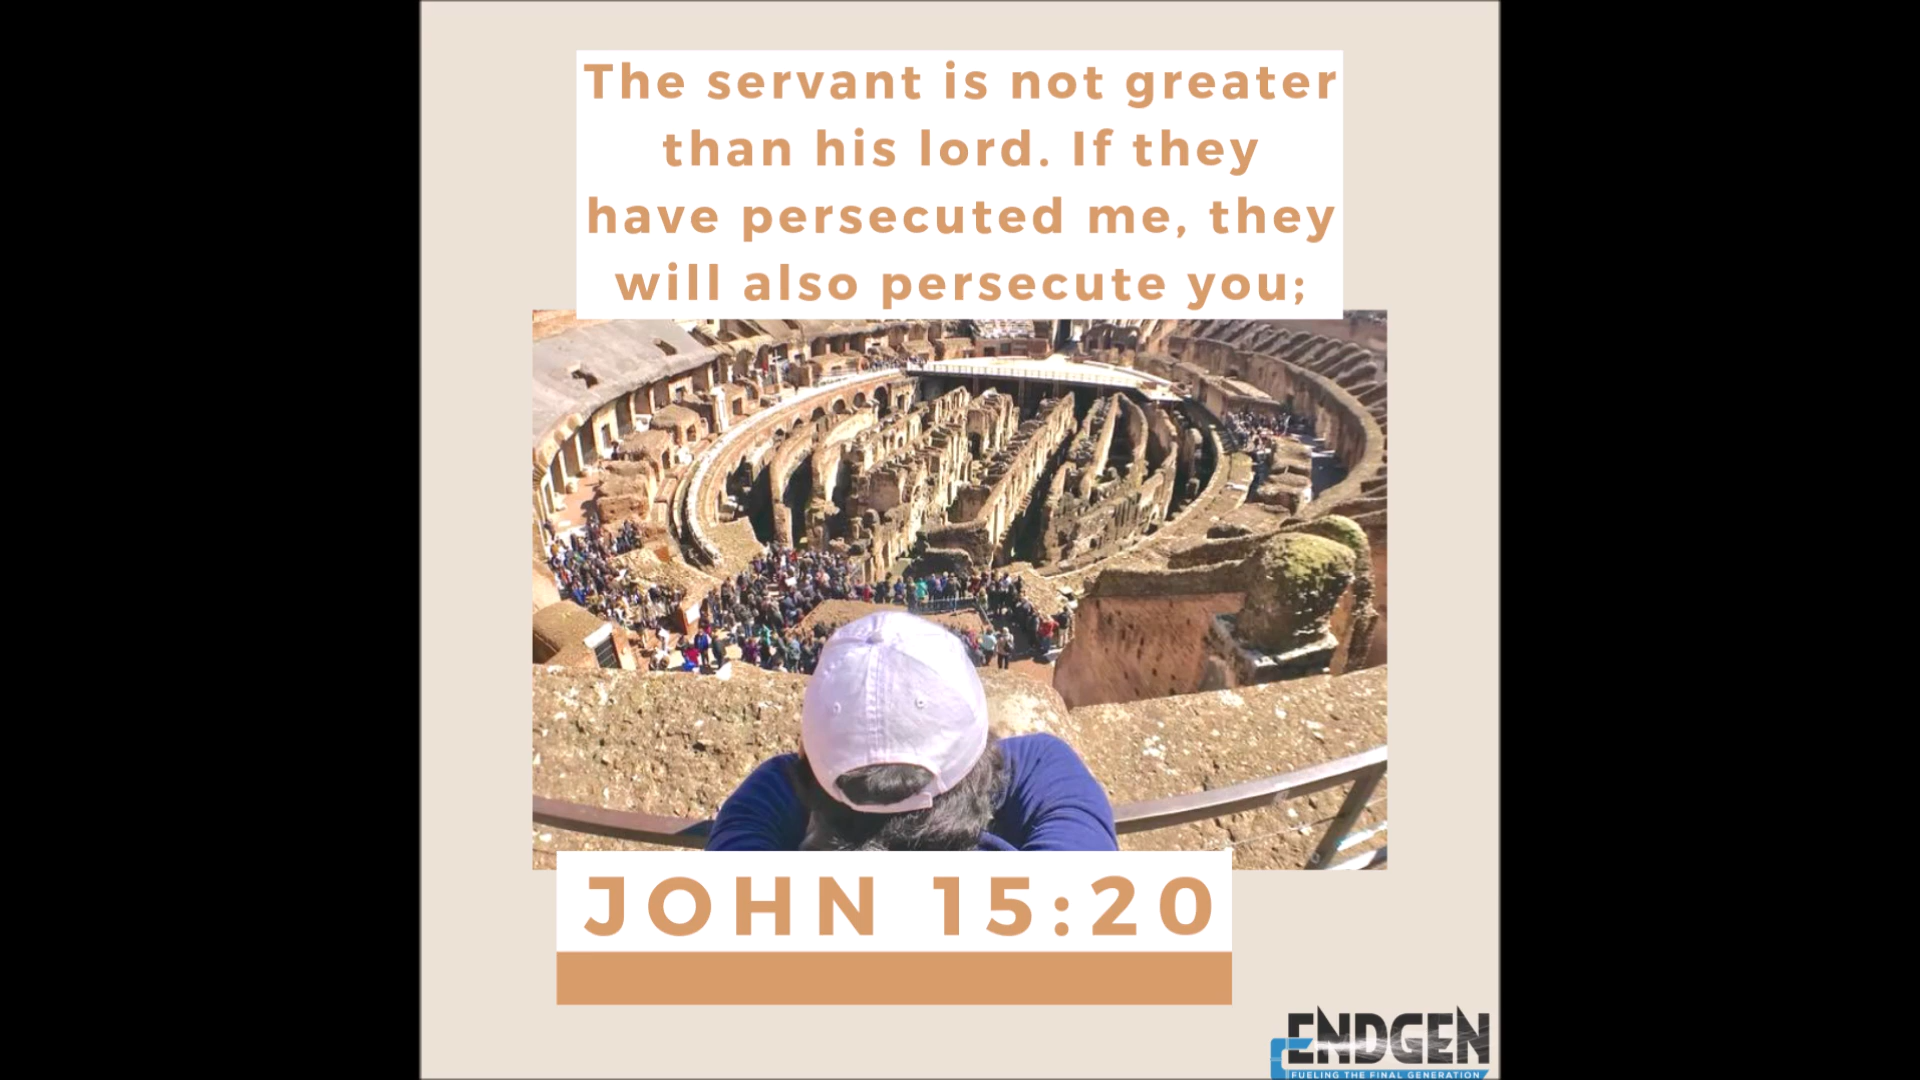 The servant is not greater
than his lord. If they
have persecuted me, they
will also persecute you;
JOHN 15:20
ENDGEN
FUELING THE FINAL GENERATION